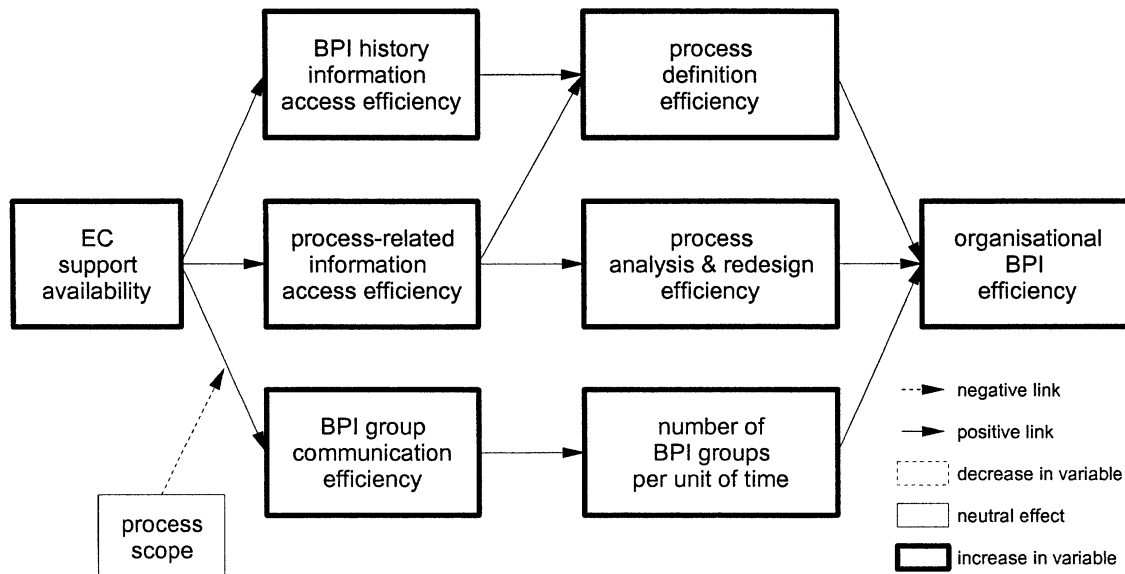 BPI history
information
access efficiency
process
definition
efficiency
EC
support
availability
process-related
information
access efficiency
process
analysis & redesign
efficiency
organisational
BPI
efficiency
BPI group
communication
efficiency
number of
BPI groups
per unit of time
process
scope
negative link
positive link
decrease in variable
neutral effect
increase in variable